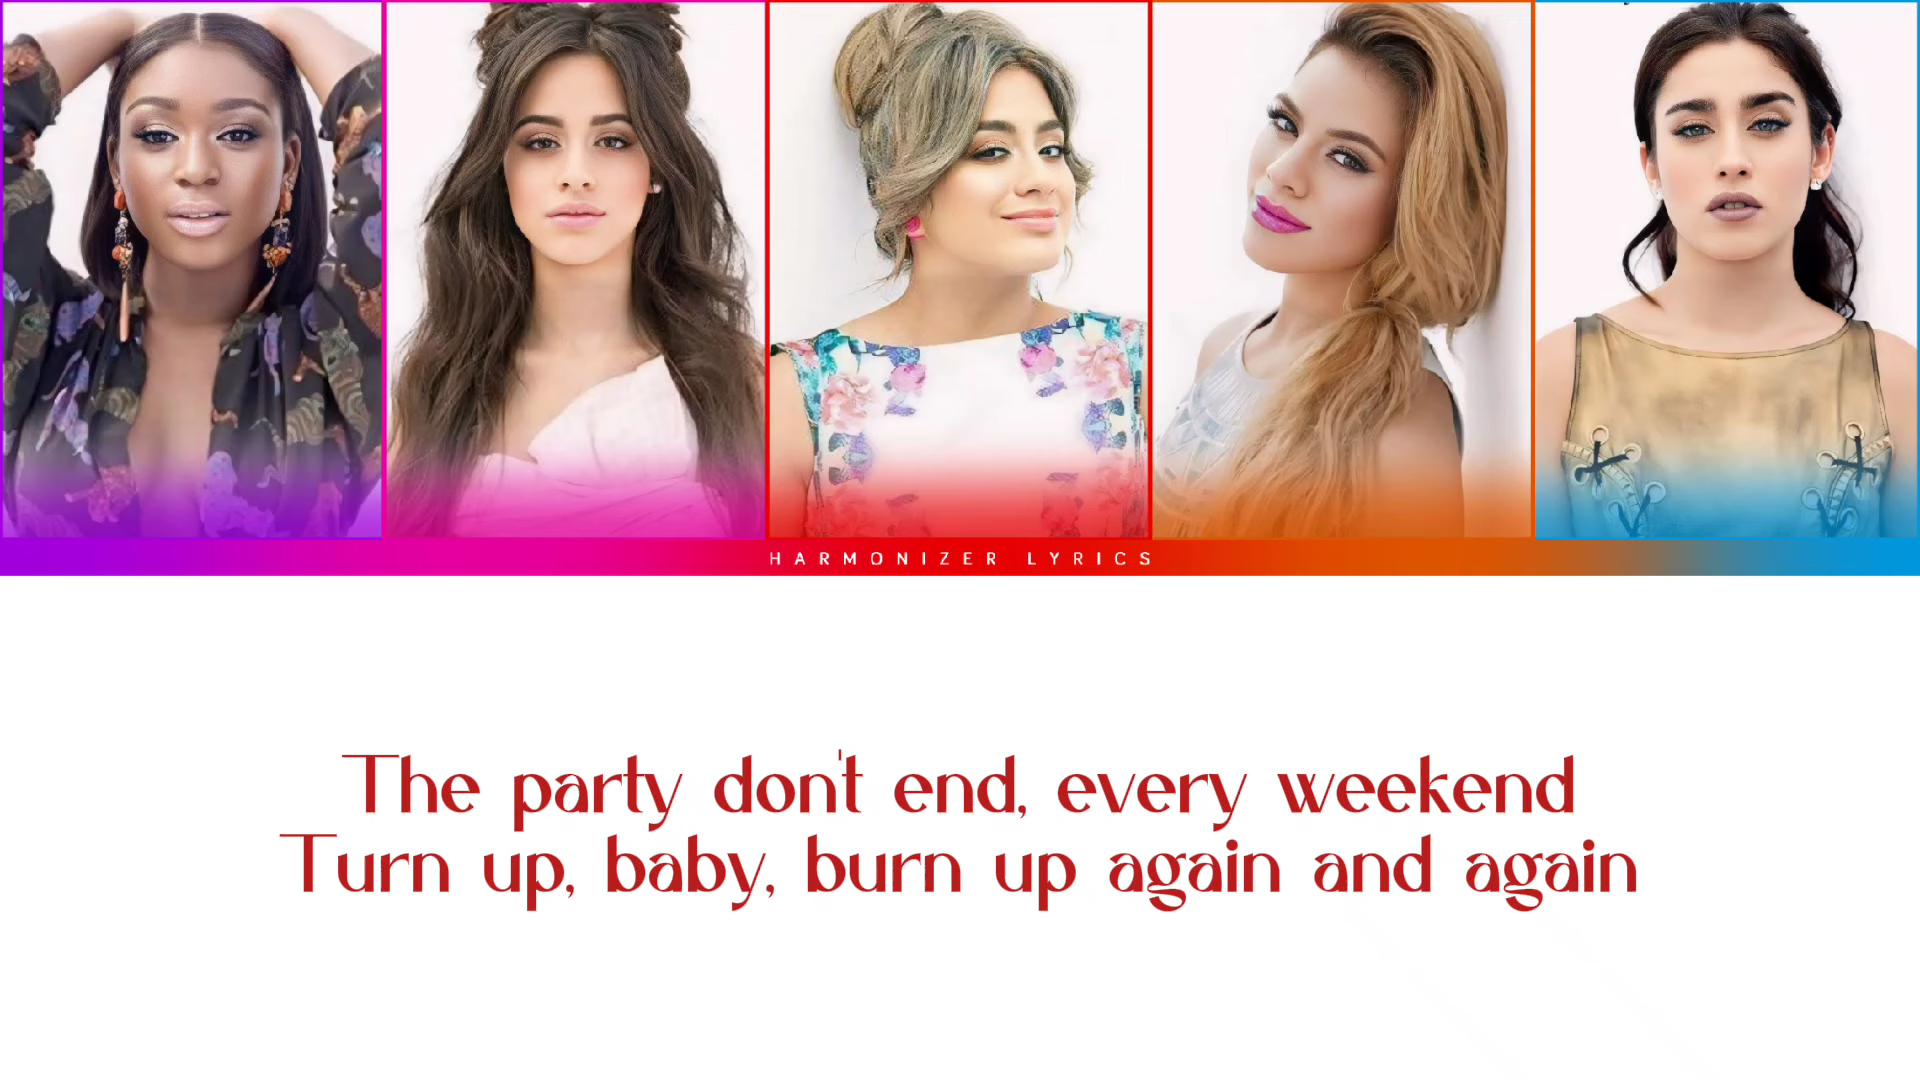 HARMONIZER LYRICS
The party don't end, every weekend
Turn up, baby, burn up again and again